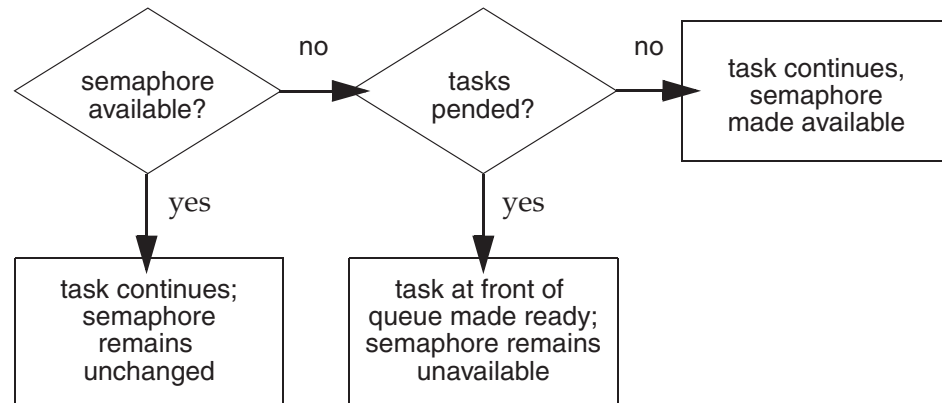 semaphore
available?
no
tasks
pended?
no
task continues,
semaphore
made available
yes
yes
task continues;
semaphore
remains
unchanged
task at front of
queue made ready;
semaphore remains
unavailable